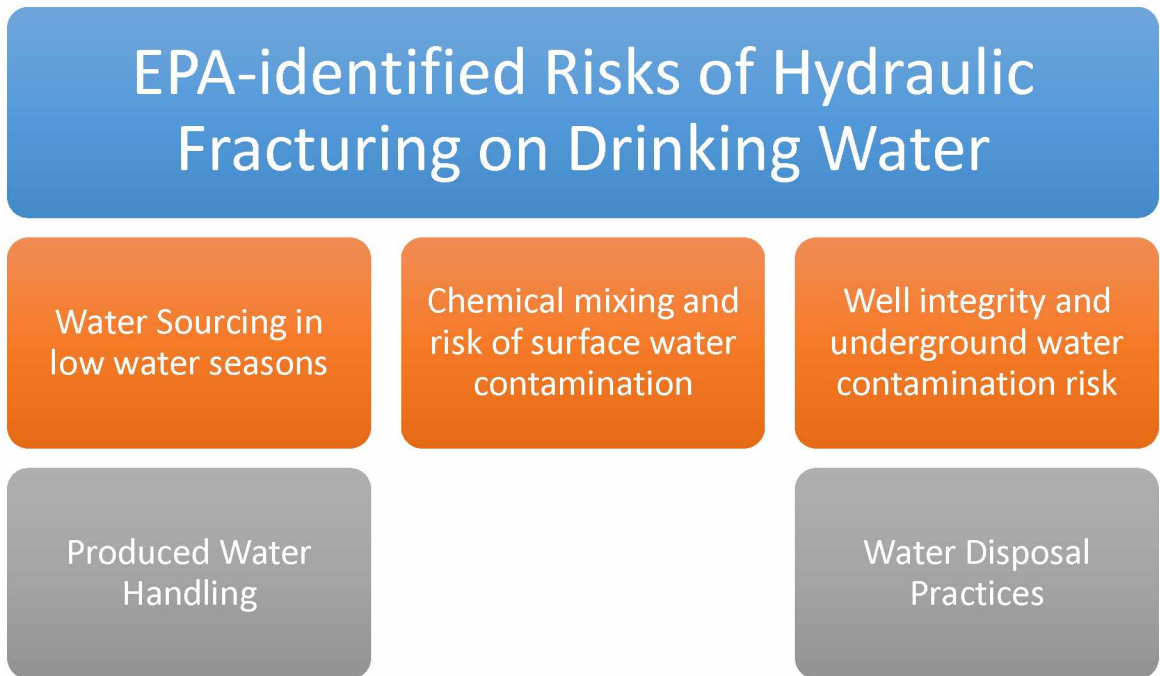 EPA-identified Risks of Hydraulic
Fracturing on Drinking Water
Water Sourcing in
low water seasons
Chemical mixing and
risk of surface water
contamination
Well integrity and
underground water
contamination risk
Produced Water
Handling
Water Disposal
Practices